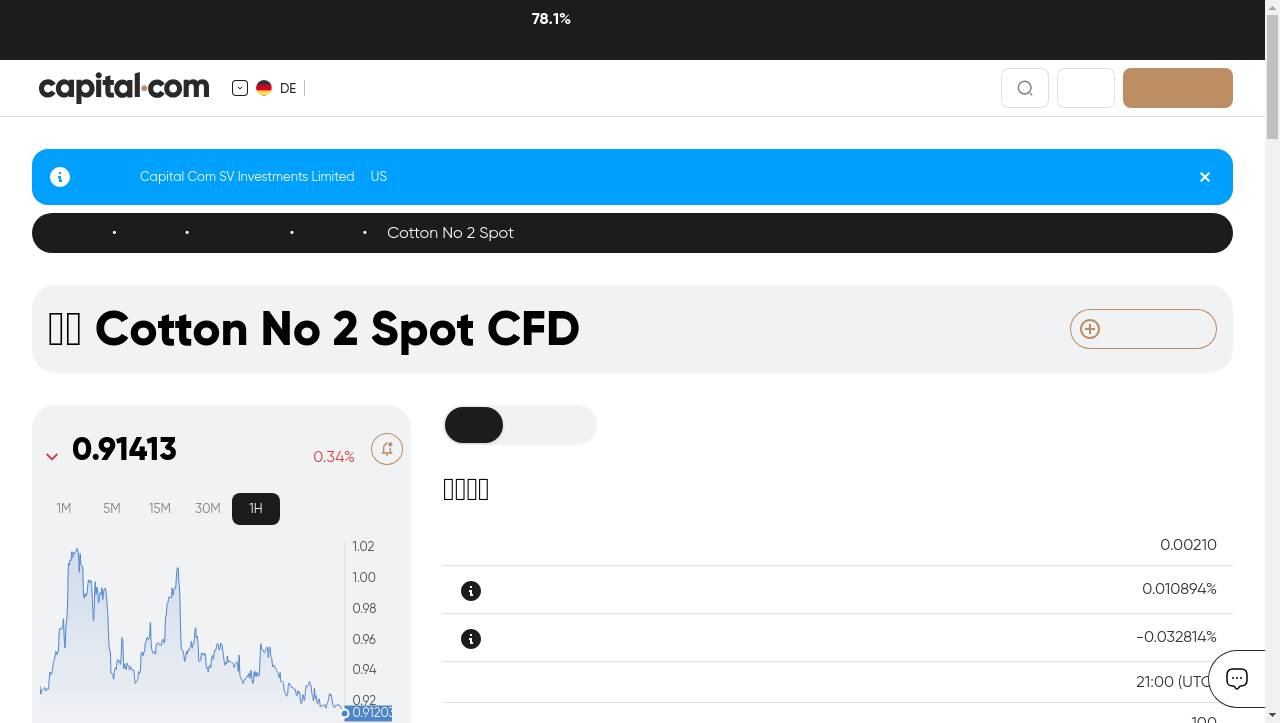 78.1%
capital.com
DE
Capital Com SV Investments Limited US
Cotton No 2 Spot
Cotton No 2 Spot CFD
0.91413
0.34%
1M 5M 15M 30M 1H
1.02
1.00
0.98
0.96
0.94
0.92
0.91203
0.00210
0.010894%
-0.032814%
21:00 (UTC
100